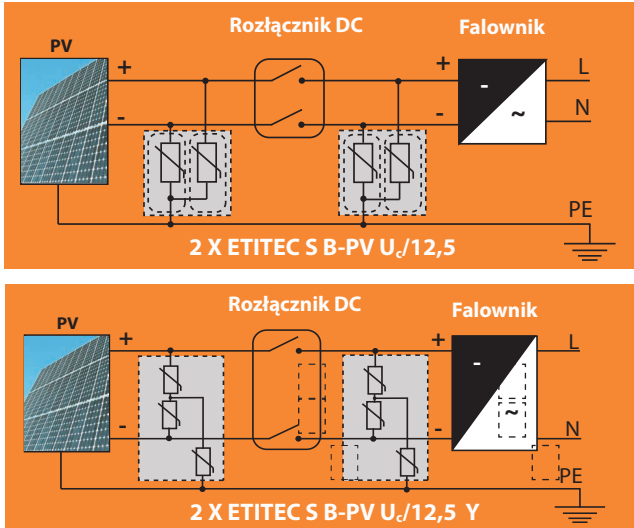 Rozłącznik DC
Falownik
PV
+
+
L
-
-
-
~
N
PE
2 X ETITEC S B-PV Uc/12,5
Rozłącznik DC
Falownik
PV
+
+
L
-
-
-
~
N
PE
2 X ETITEC S B-PV Uc/12,5 Y